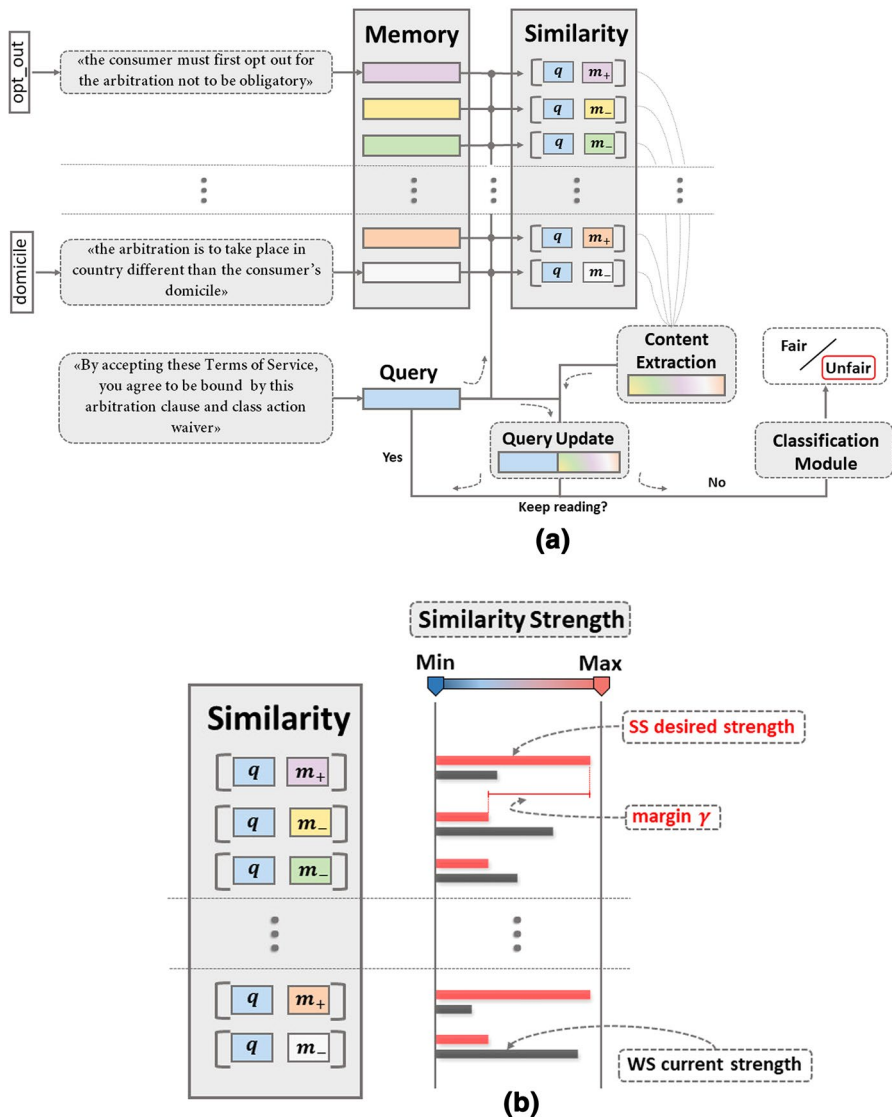 Memory
Similarity
opt_out
«the consumer must first opt out for
the arbitration not to be obligatory»
[ q m₊ ]
[ q m₋ ]
[ q m₋ ]
domicile
«the arbitration is to take place in
country different than the consumer's
domicile»
[ q m₊ ]
[ q m₋ ]
«By accepting these Terms of Service,
you agree to be bound by this
arbitration clause and class action
waiver»
Query
Content
Extraction
Fair
Unfair
Query Update
Classification
Module
Yes
No
Keep reading?
(a)
Similarity Strength
Min Max
Similarity
SS desired strength
[ q m₊ ]
[ q m₋ ]
margin γ
[ q m₋ ]
[ q m₊ ]
[ q m₋ ]
WS current strength
(b)